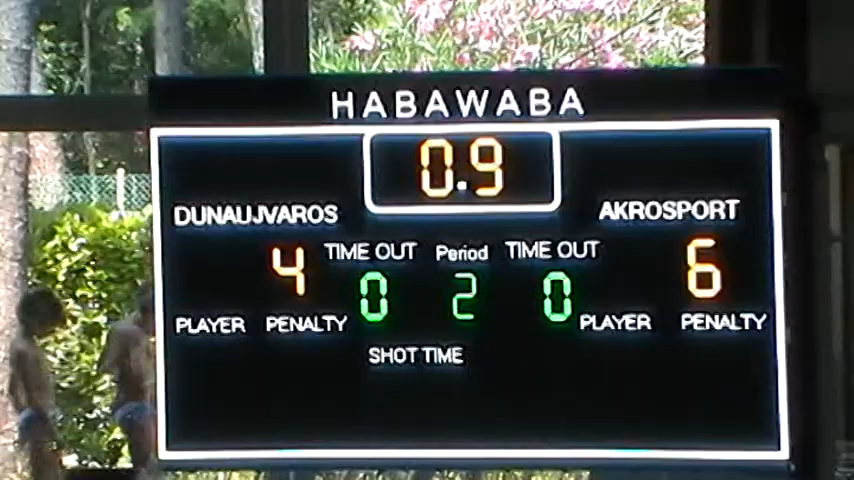 HABAWABA
0.9
DUNAUJVAROS AKROSPORT
4 TIME OUT Period TIME OUT 6
0 2 0
PLAYER PENALTY PLAYER PENALTY
SHOT TIME